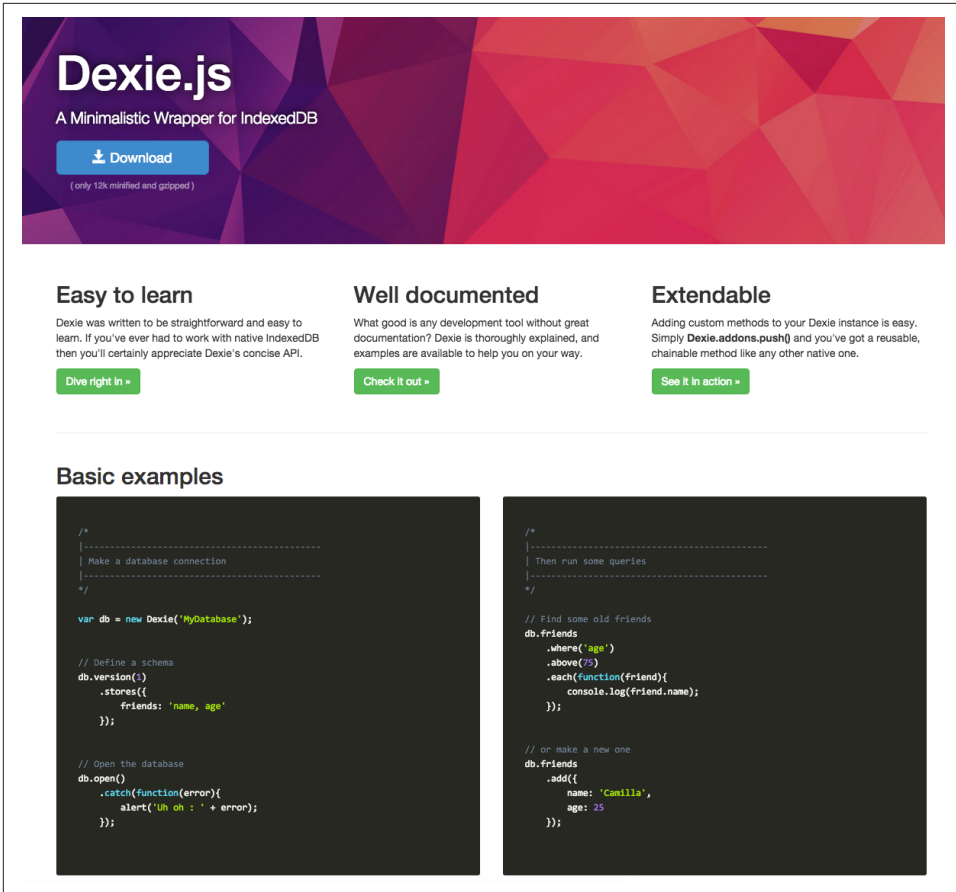 Dexie.js
A Minimalistic Wrapper for IndexedDB
Download
( only 12k minified and gzipped )
Easy to learn
Dexie was written to be straightforward and easy to
learn. If you've ever had to work with native IndexedDB
then you'll certainly appreciate Dexie's concise API.
Dive right in »
Well documented
What good is any development tool without great
documentation? Dexie is thoroughly explained, and
examples are available to help you on your way.
Check it out »
Extendable
Adding custom methods to your Dexie instance is easy.
Simply Dexie.addons.push() and you've got a reusable,
chainable method like any other native one.
See it in action »
Basic examples
/*
|---------------------------------------------
| Make a database connection
|---------------------------------------------
*/
var db = new Dexie('MyDatabase');
// Define a schema
db.version(1)
    .stores({
        friends: 'name, age'
    });
// Open the database
db.open()
    .catch(function(error){
        alert('Uh oh : ' + error);
    });
/*
|---------------------------------------------
| Then run some queries
|---------------------------------------------
*/
// Find some old friends
db.friends
    .where('age')
    .above(75)
    .each(function(friend){
        console.log(friend.name);
    });
// or make a new one
db.friends
    .add({
        name: 'Camilla',
        age: 25
    });